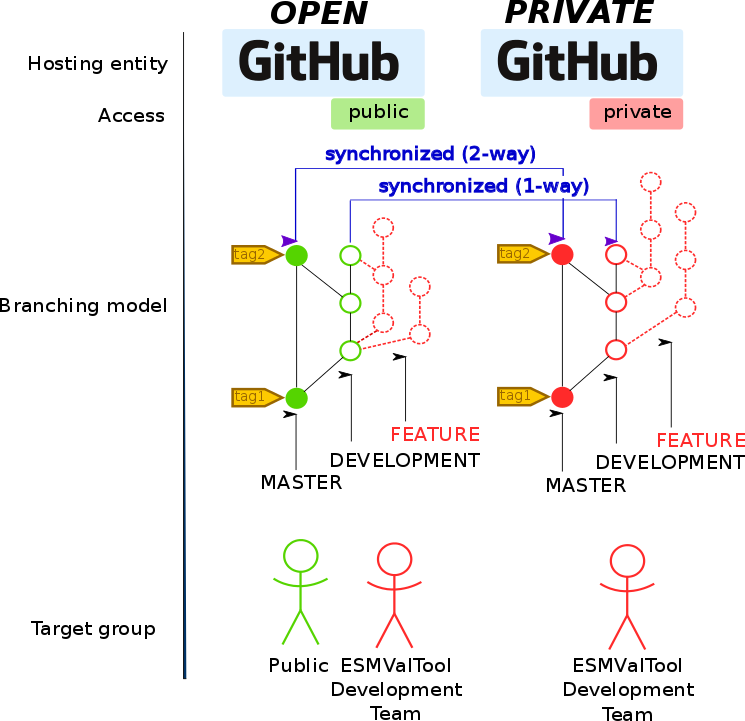 OPEN
PRIVATE
Hosting entity
GitHub
GitHub
Access
public
private
synchronized (2-way)
synchronized (1-way)
tag2
tag2
Branching model
tag1
tag1
FEATURE
FEATURE
DEVELOPMENT
DEVELOPMENT
MASTER
MASTER
Target group
Public
ESMValTool
Development
Team
ESMValTool
Development
Team